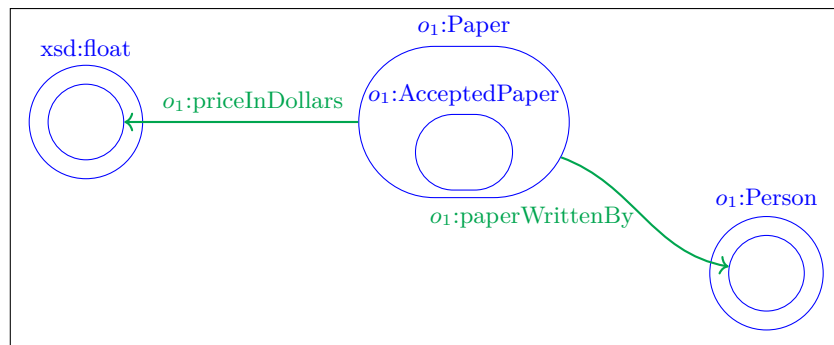 o₁:Paper
xsd:float
o₁:AcceptedPaper
o₁:priceInDollars
o₁:Person
o₁:paperWrittenBy